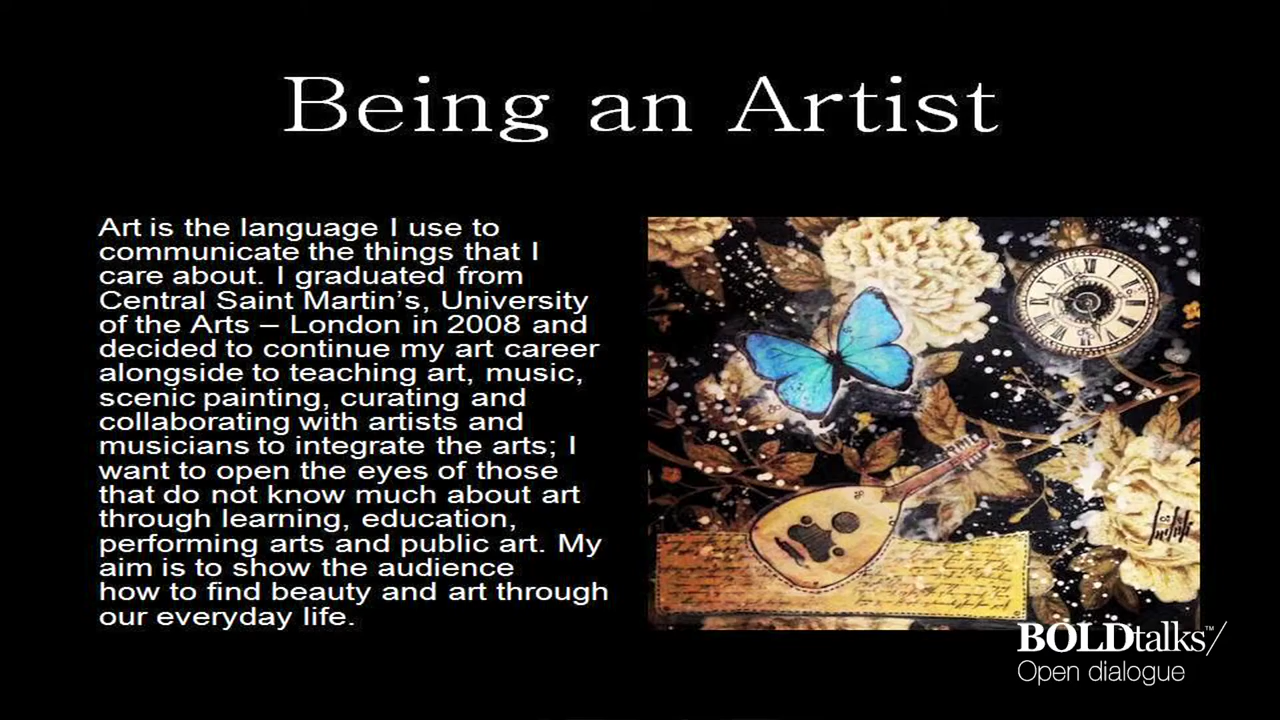 Being an Artist
Art is the language I use to
communicate the things that I
care about. I graduated from
Central Saint Martin’s, University
of the Arts – London in 2008 and
decided to continue my art career
alongside to teaching art, music,
scenic painting, curating and
collaborating with artists and
musicians to integrate the arts; I
want to open the eyes of those
that do not know much about art
through learning, education,
performing arts and public art. My
aim is to show the audience
how to find beauty and art through
our everyday life.
BOLDtalks™/
Open dialogue